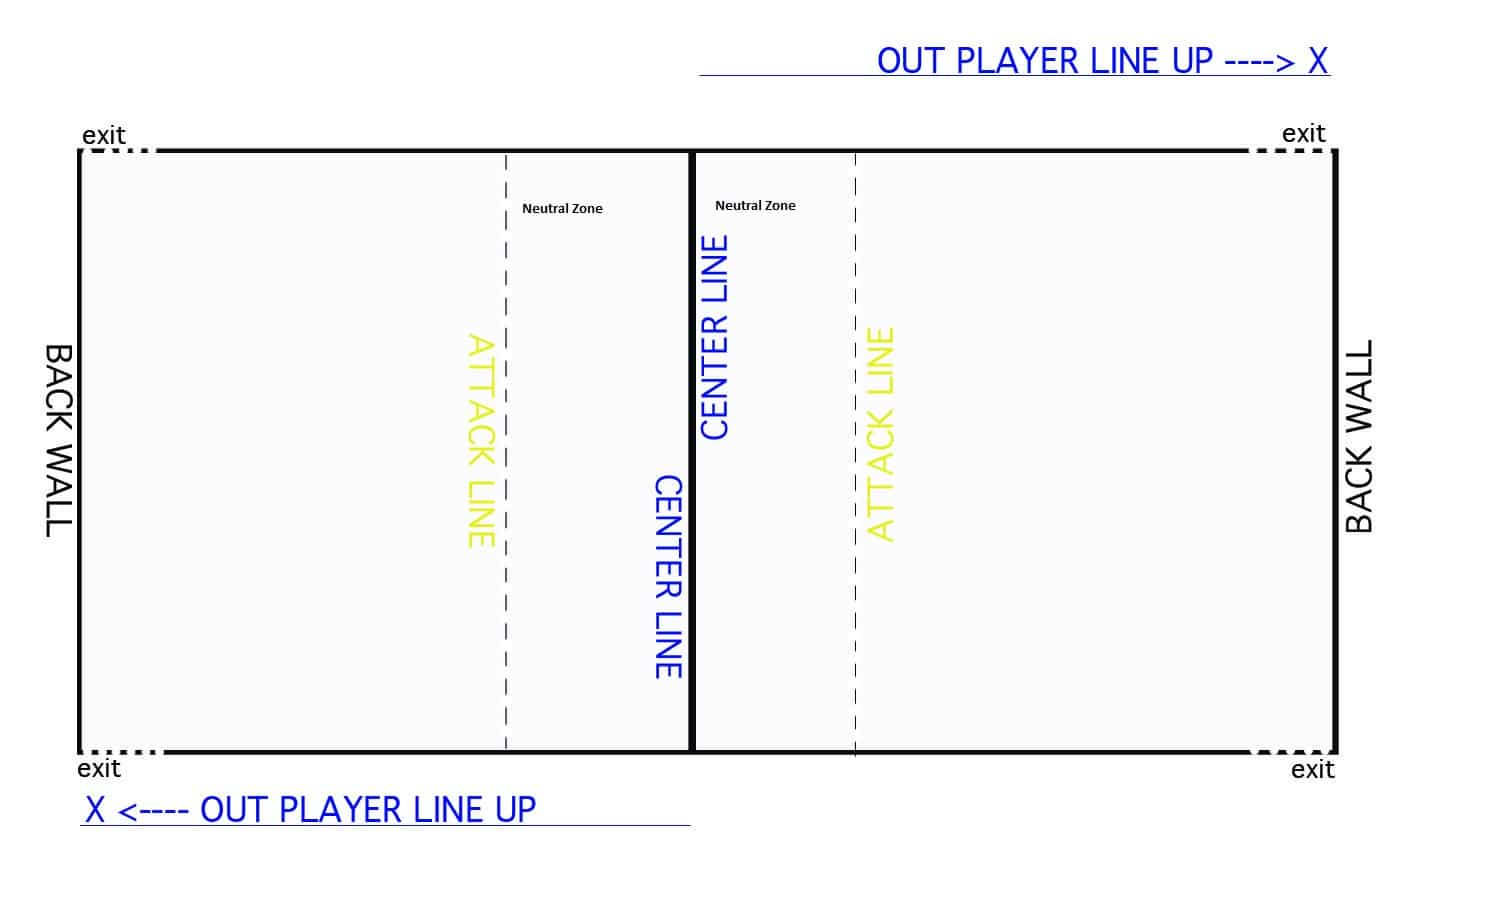 OUT PLAYER LINE UP ----> X
exit
exit
Neutral Zone
Neutral Zone
BACK WALL
ATTACK LINE
CENTER LINE
CENTER LINE
ATTACK LINE
BACK WALL
exit
exit
X <---- OUT PLAYER LINE UP